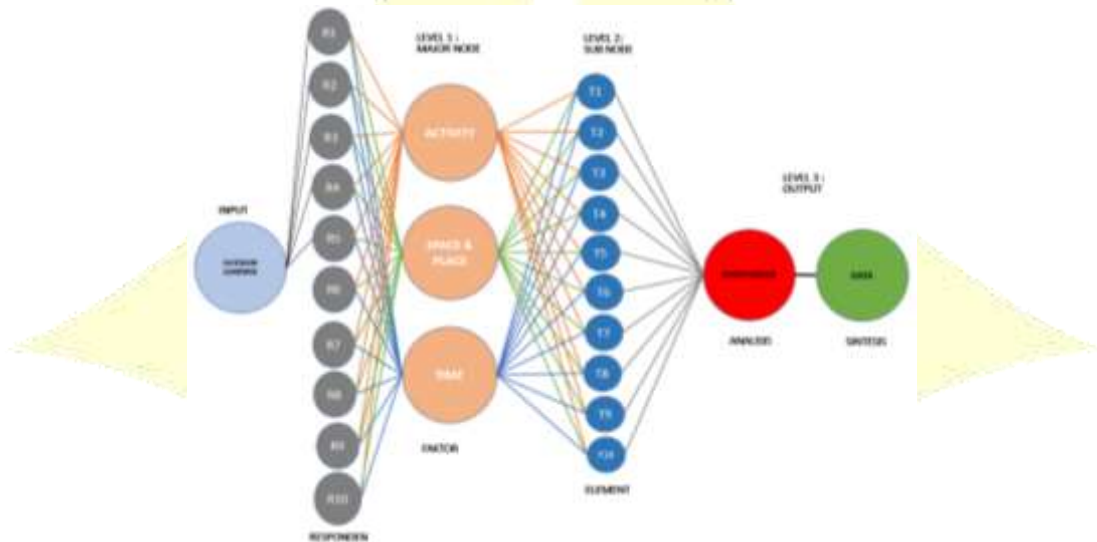 INPUT
R1
R2
R3
R4
R5
R6
R7
R8
R9
R10
RESPONDEN
LEVEL 1 :
MAJOR NODE
ACTIVITY
SPACE &
PLACE
FAKTOR
LEVEL 2:
SUB NODE
T1
T2
T3
T4
T5
T6
T7
T8
T9
T10
ELEMENT
LEVEL 3 :
OUTPUT
ANALISIS
SINTESIS